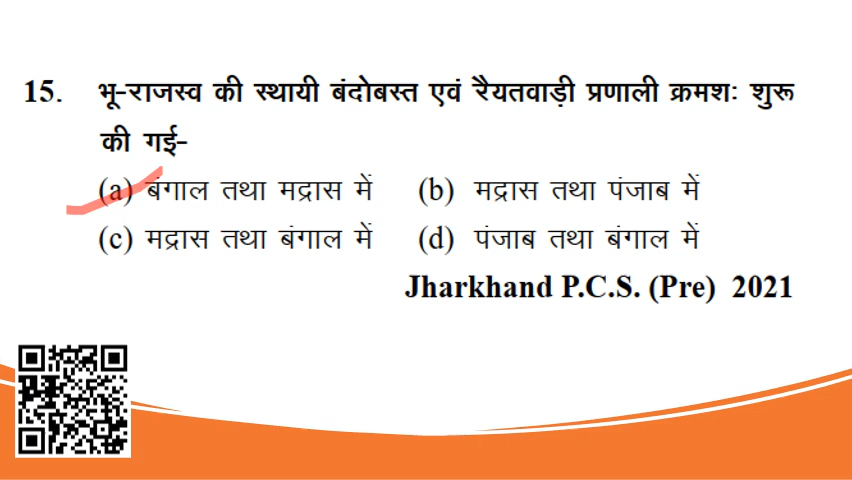 15. भू-राजस्व की स्थायी बंदोबस्त एवं रैयतवाड़ी प्रणाली क्रमशः शुरू
की गई-
(a) बंगाल तथा मद्रास में (b) मद्रास तथा पंजाब में
(c) मद्रास तथा बंगाल में (d) पंजाब तथा बंगाल में
Jharkhand P.C.S. (Pre) 2021